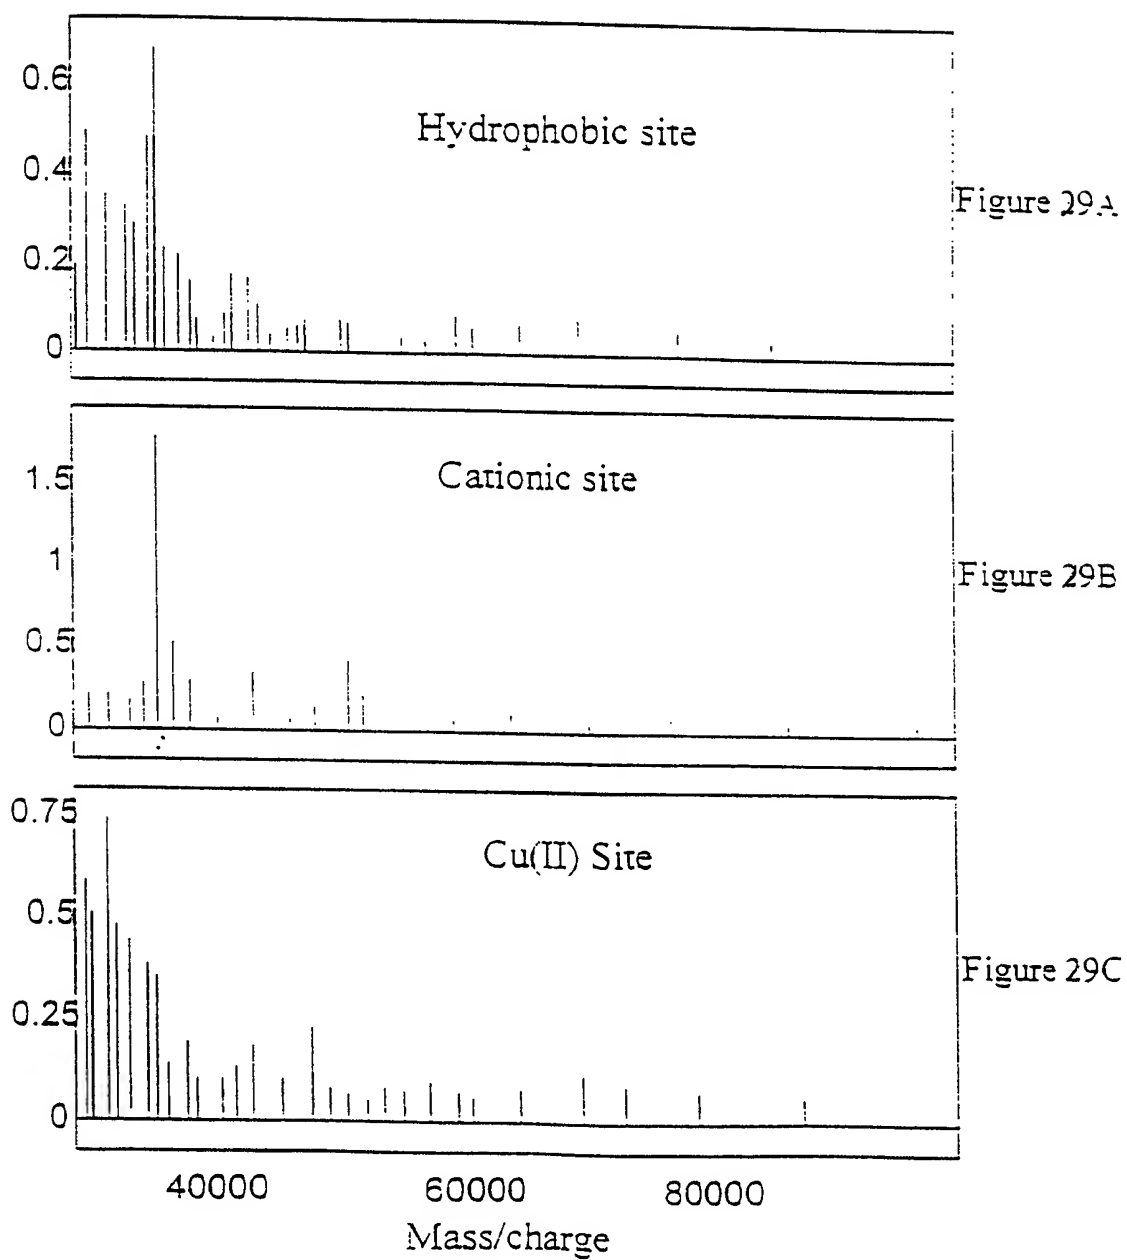 0.6
0.4
0.2
0
Hydrophobic site
Figure 29A
1.5
1
0.5
0
Cationic site
Figure 29B
0.75
0.5
0.25
0
Cu(II) Site
Figure 29C
40000 60000 80000
Mass/charge